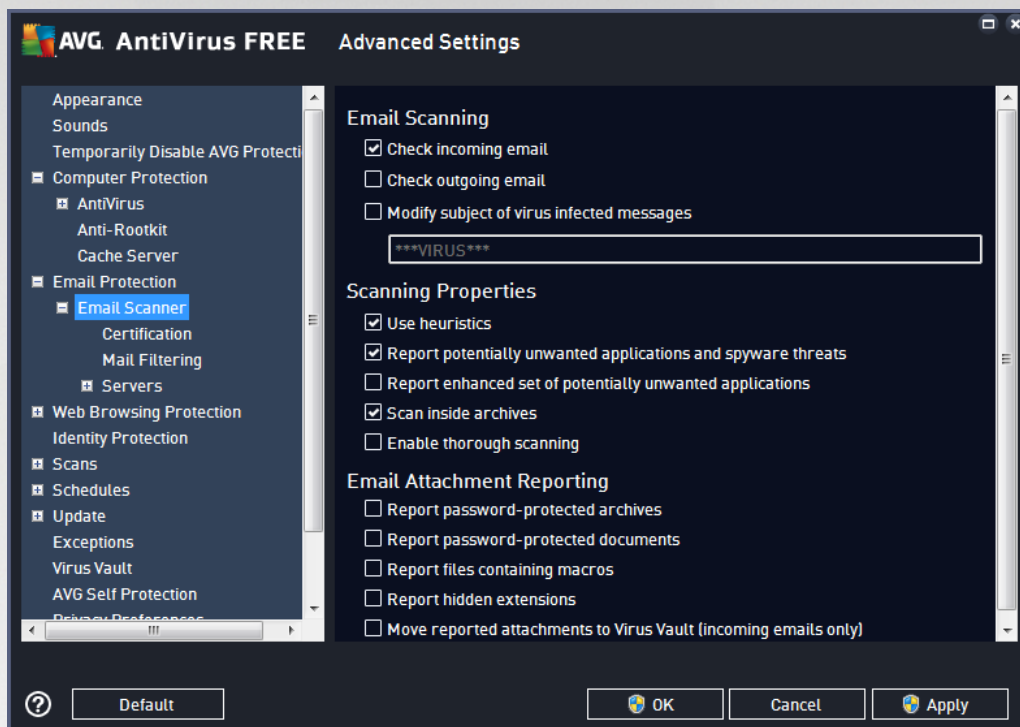 AVG. AntiVirus FREE Advanced Settings
Appearance
Sounds
Temporarily Disable AVG Protecti
Computer Protection
AntiVirus
Anti-Rootkit
Cache Server
Email Protection
Email Scanner
Certification
Mail Filtering
Servers
Web Browsing Protection
Identity Protection
Scans
Schedules
Update
Exceptions
Virus Vault
AVG Self Protection
Privacy Preferences
Email Scanning
Check incoming email
Check outgoing email
Modify subject of virus infected messages
***VIRUS***
Scanning Properties
Use heuristics
Report potentially unwanted applications and spyware threats
Report enhanced set of potentially unwanted applications
Scan inside archives
Enable thorough scanning
Email Attachment Reporting
Report password-protected archives
Report password-protected documents
Report files containing macros
Report hidden extensions
Move reported attachments to Virus Vault (incoming emails only)
? Default OK Cancel Apply